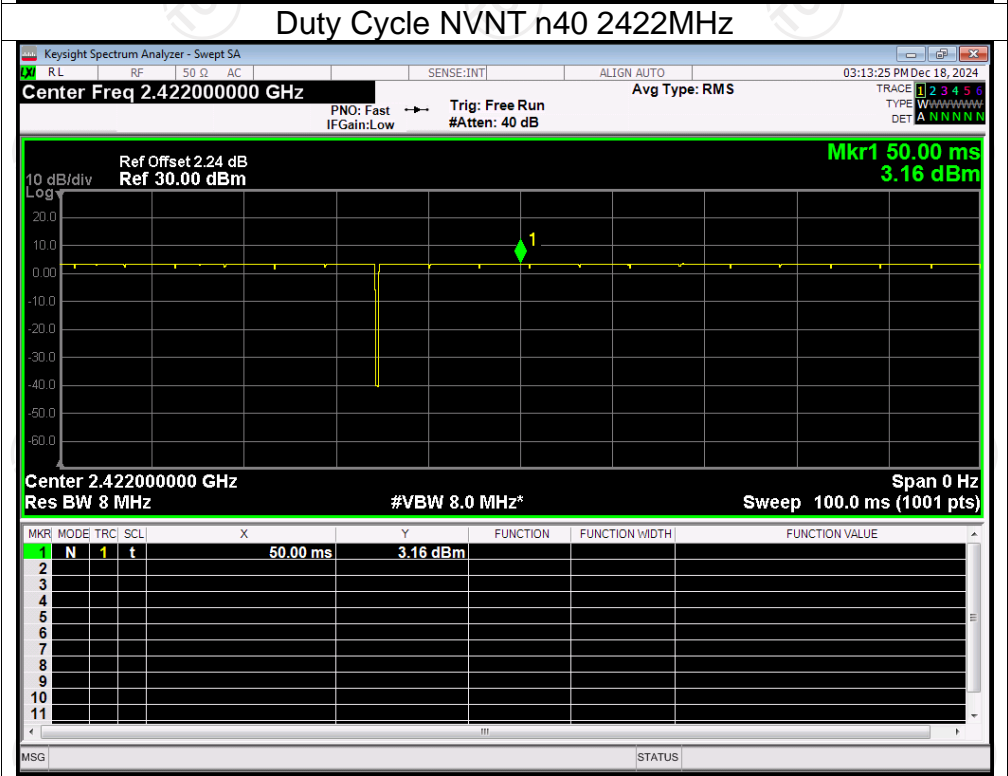 Duty Cycle NVNT n40 2422MHz
Keysight Spectrum Analyzer - Swept SA
LXI RL RF 50 Ω AC SENSE:INT ALIGN AUTO 03:13:25 PM Dec 18, 2024
Center Freq 2.422000000 GHz Avg Type: RMS TRACE 1 2 3 4 5 6
PNO: Fast Trig: Free Run TYPE WWWWWW
IFGain:Low #Atten: 40 dB DET A N N N N N
Mkr1 50.00 ms
Ref Offset 2.24 dB
10 dB/div Ref 30.00 dBm 3.16 dBm
Log
20.0
1
10.0
0.00
-10.0
-20.0
-30.0
-40.0
-50.0
-60.0
Center 2.422000000 GHz Span 0 Hz
Res BW 8 MHz #VBW 8.0 MHz* Sweep 100.0 ms (1001 pts)
MKR MODE TRC SCL X Y FUNCTION FUNCTION WIDTH FUNCTION VALUE
1 N 1 t 50.00 ms 3.16 dBm
2
3
4
5
6
7
8
9
10
11
MSG STATUS